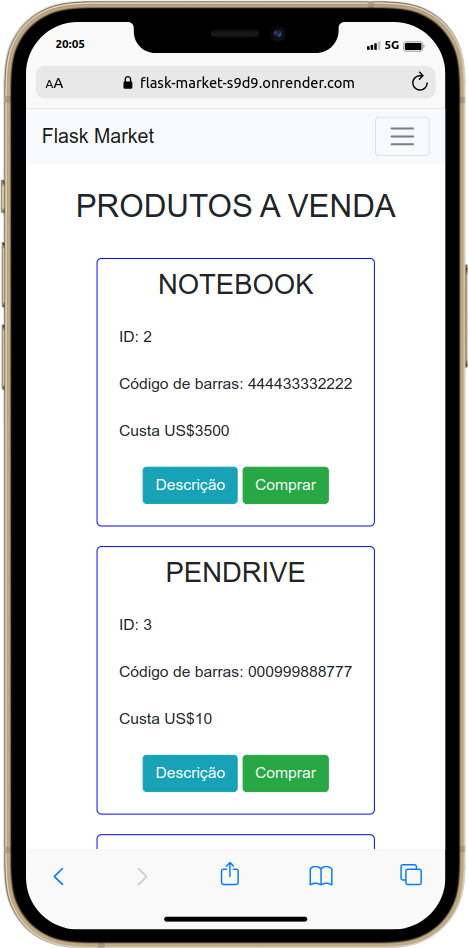 20:05
5G
AA
flask-market-s9d9.onrender.com
Flask Market
PRODUTOS A VENDA
NOTEBOOK
ID: 2
Código de barras: 444433332222
Custa US$3500
Descrição Comprar
PENDRIVE
ID: 3
Código de barras: 000999888777
Custa US$10
Descrição Comprar